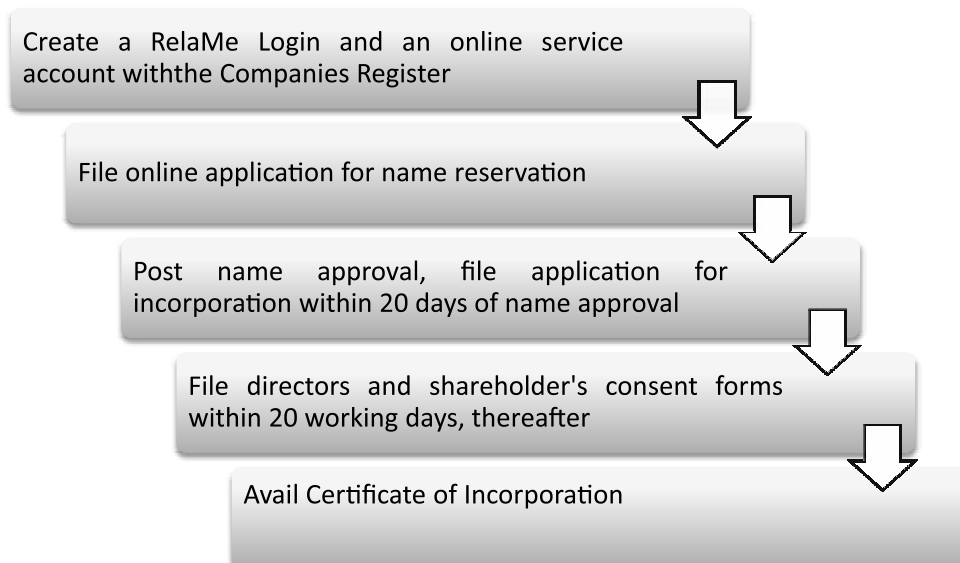 Create a RelaMe Login and an online service
account withthe Companies Register
File online application for name reservation
Post name approval, file application for
incorporation within 20 days of name approval
File directors and shareholder's consent forms
within 20 working days, thereafter
Avail Certificate of Incorporation